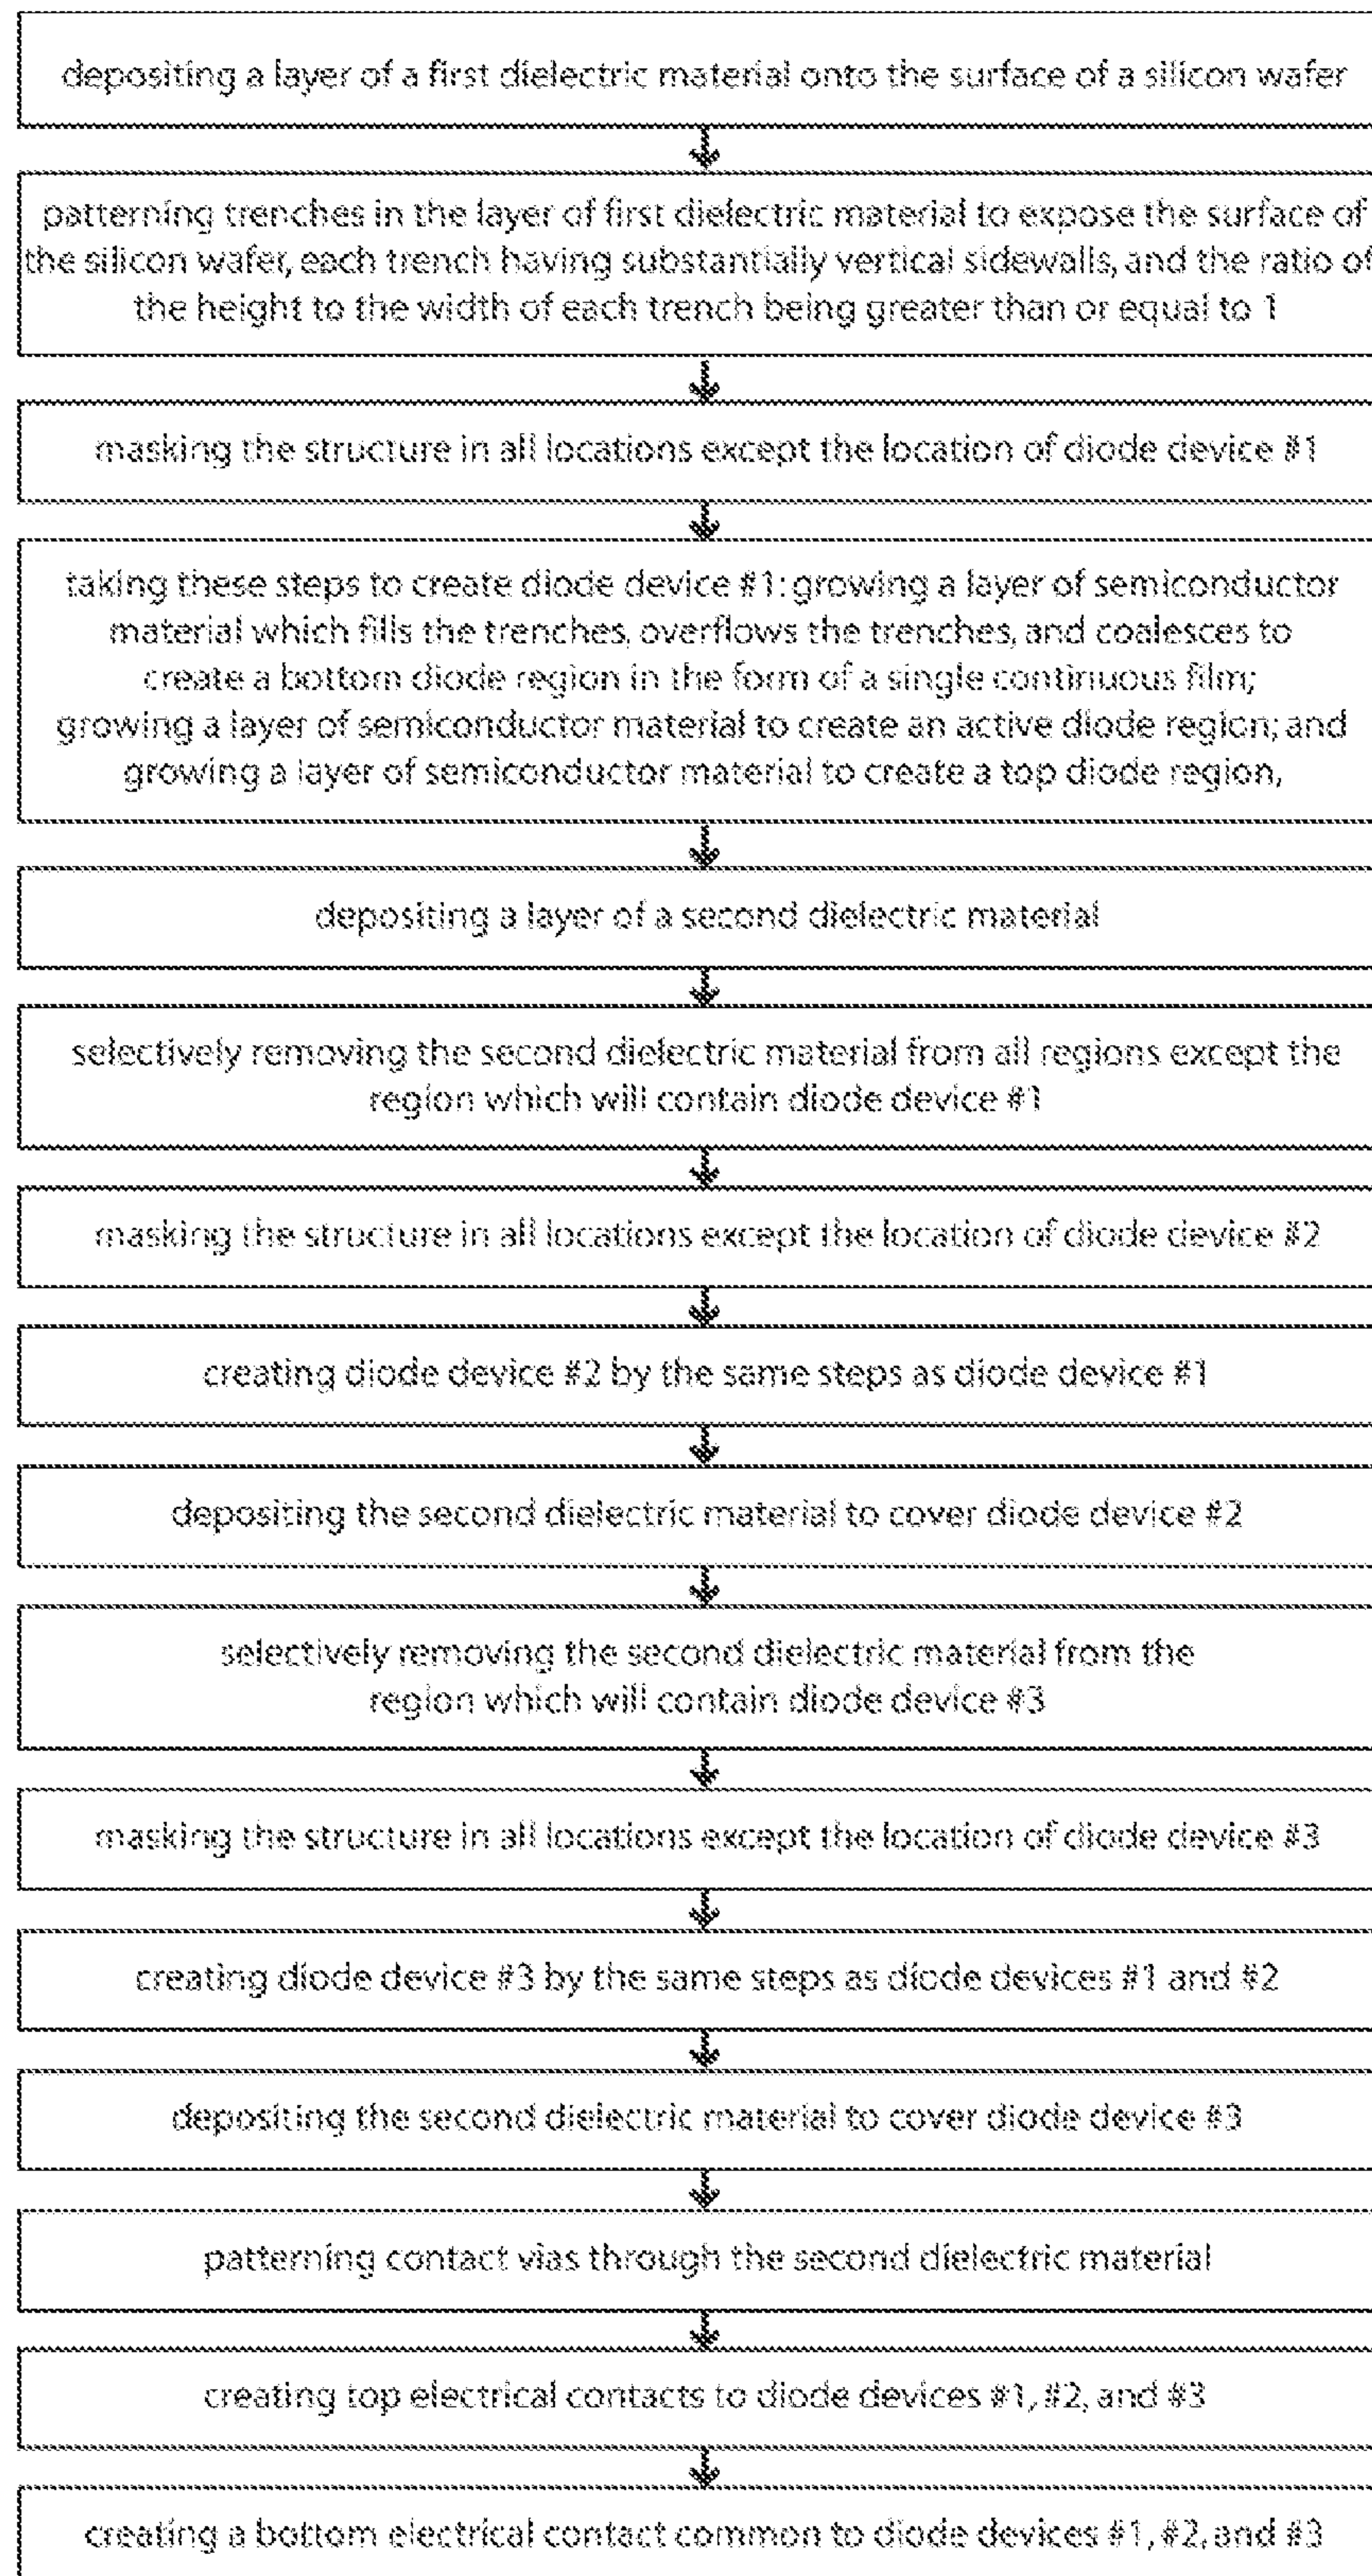 depositing a layer of a first dielectric material onto the surface of a silicon wafer
patterning trenches in the layer of first dielectric material to expose the surface of
the silicon wafer, each trench having substantially vertical sidewalls, and the ratio of
the height to the width of each trench being greater than or equal to 1
masking the structure in all locations except the location of diode device #1
taking these steps to create diode device #1: growing a layer of semiconductor
material which fills the trenches, overflows the trenches, and coalesces to
create a bottom diode region in the form of a single continuous film;
growing a layer of semiconductor material to create an active diode region; and
growing a layer of semiconductor material to create a top diode region,
depositing a layer of a second dielectric material
selectively removing the second dielectric material from all regions except the
region which will contain diode device #1
masking the structure in all locations except the location of diode device #2
creating diode device #2 by the same steps as diode device #1
depositing the second dielectric material to cover diode device #2
selectively removing the second dielectric material from the
region which will contain diode device #3
masking the structure in all locations except the location of diode device #3
creating diode device #3 by the same steps as diode devices #1 and #2
depositing the second dielectric material to cover diode device #3
patterning contact vias through the second dielectric material
creating top electrical contacts to diode devices #1, #2, and #3
creating a bottom electrical contact common to diode devices #1, #2, and #3